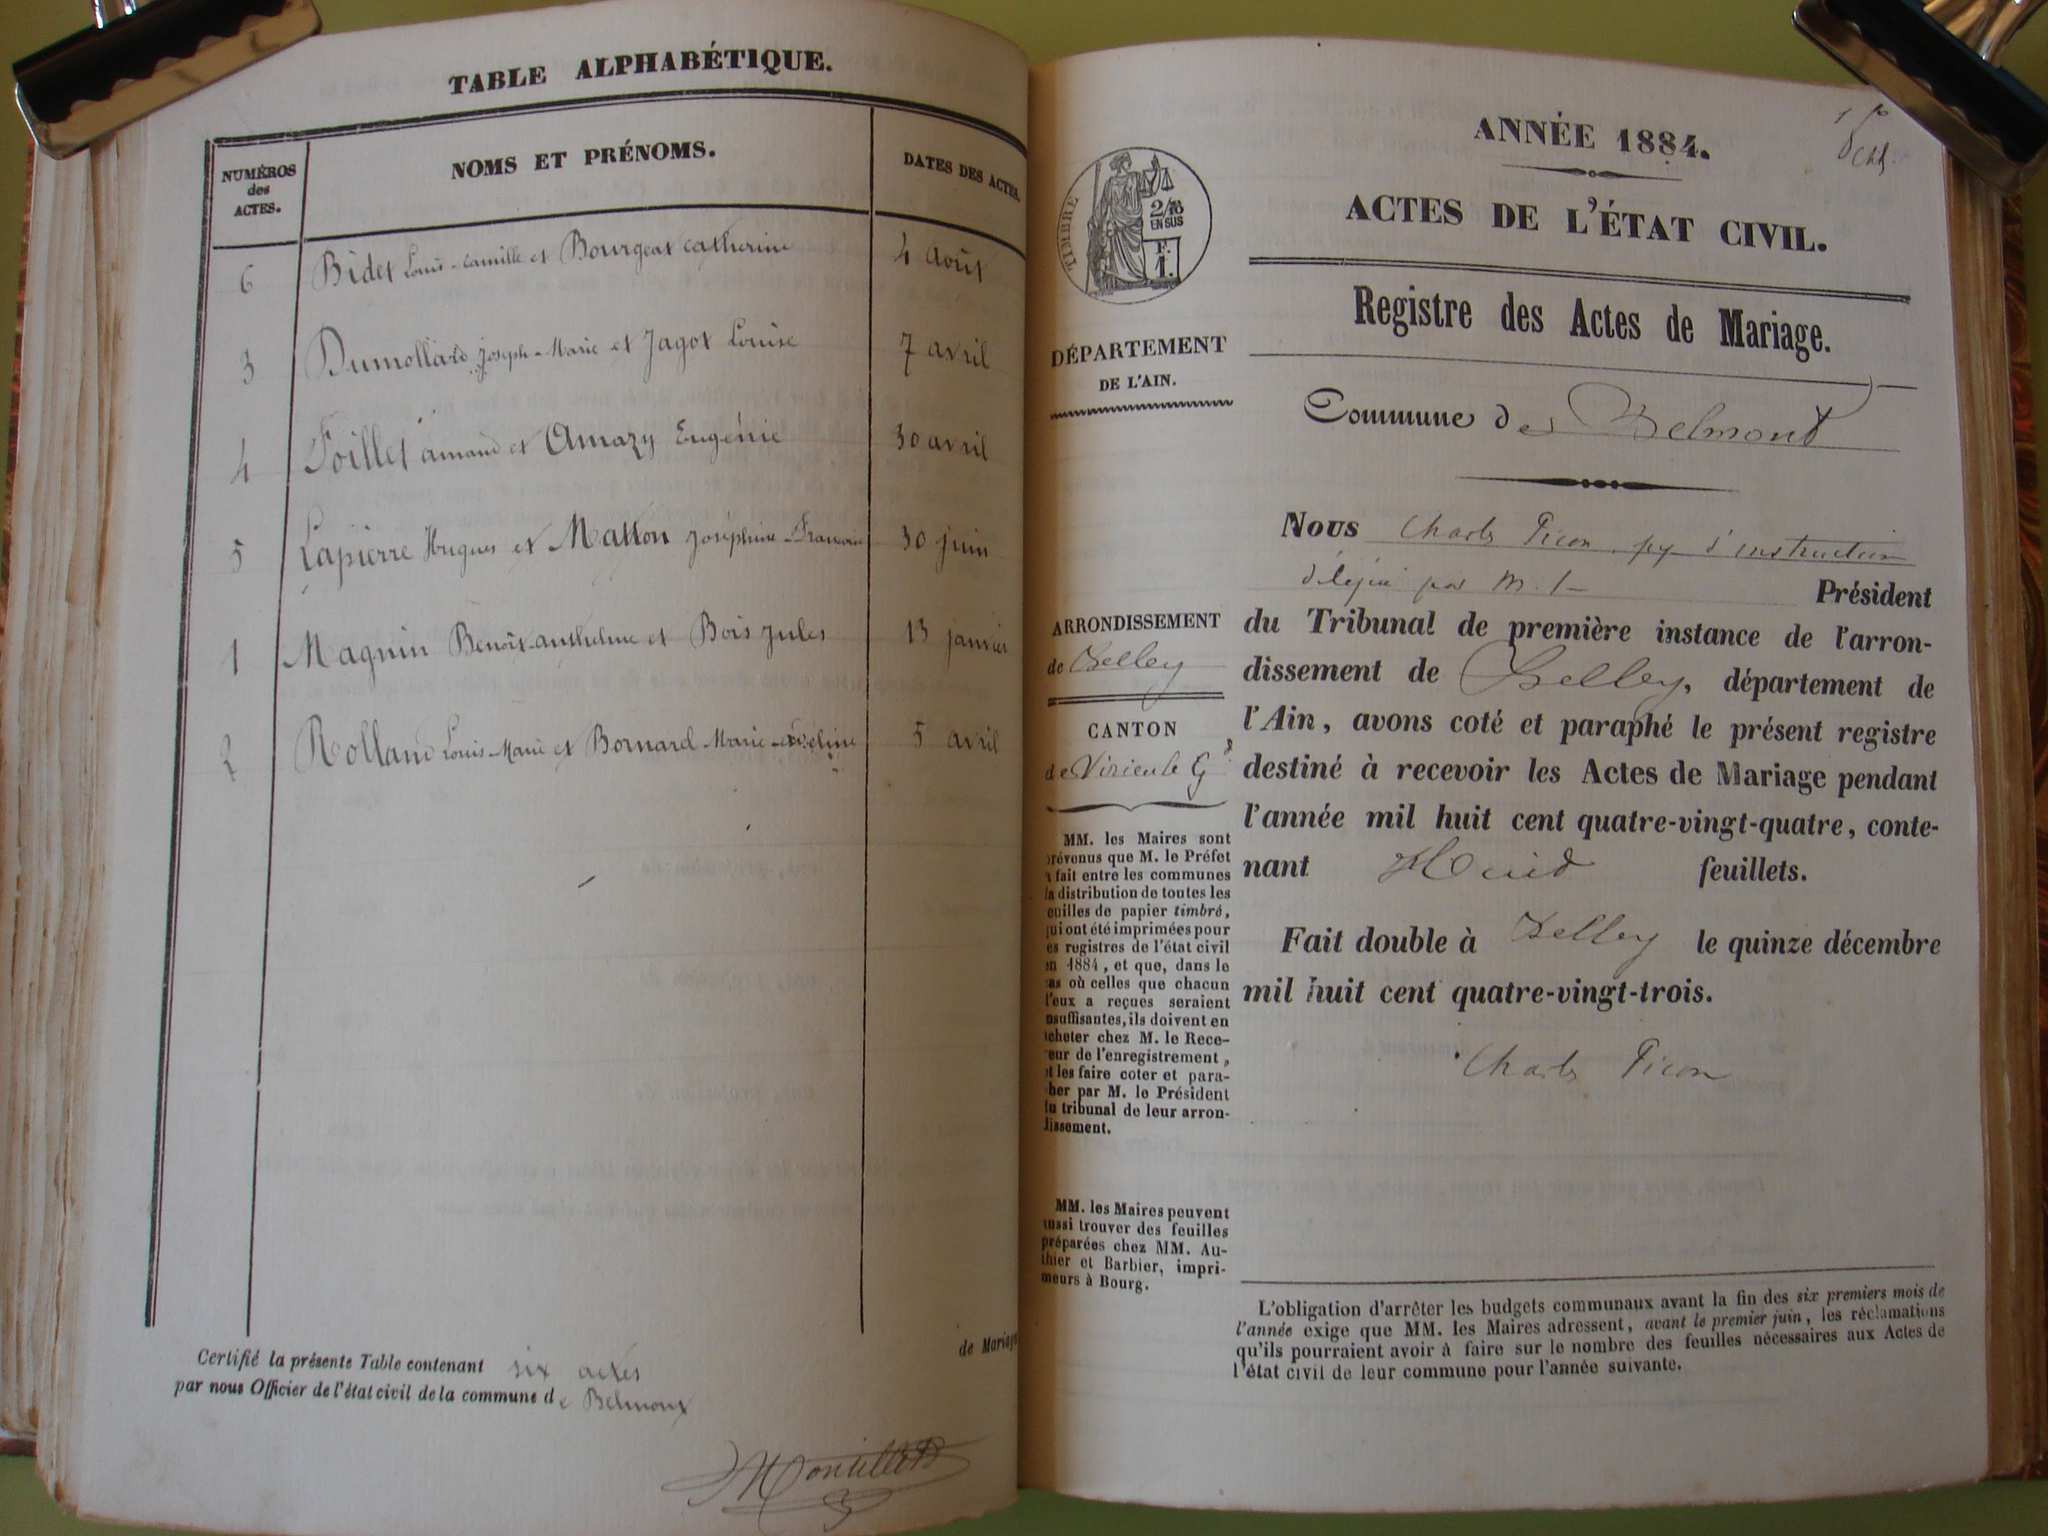 TABLE ALPHABÉTIQUE.
NUMÉROS des ACTES. NOMS ET PRÉNOMS. DATES DES ACTES.
6 Bidet Louis-Camille et Bourgeat Catherine 4 Août
3 Dumollard Joseph-Marie et Jagot Louise 7 avril
4 Foillet amand et Amazy Eugénie 30 avril
5 Lapierre Hugues et Matton Joséphine 30 juin
1 Magnin Benoît-anthelme et Bois Jules 13 janvier
2 Rolland Louis-Marie et Bornard Marie 5 avril
de Mariage
Certifié la présente Table contenant six actes
par nous Officier de l'état civil de la commune de Belmont
ANNÉE 1884.
ACTES DE L'ÉTAT CIVIL.
Registre des Actes de Mariage.
Commune de Belmont
TIMBRE
2/10
EN SUS
F.
1.
DÉPARTEMENT
DE L'AIN.
ARRONDISSEMENT
de Belley
CANTON
de Virieu le Gd
MM. les Maires sont
prévenus que M. le Préfet
a fait entre les communes
la distribution de toutes les
feuilles de papier timbré,
qui ont été imprimées pour
les registres de l'état civil
en 1884, et que, dans le
cas où celles que chacun
d'eux a reçues seraient
insuffisantes, ils doivent en
acheter chez M. le Rece-
veur de l'enregistrement,
et les faire coter et para-
pher par M. le Président
du tribunal de leur arron-
dissement.
MM. les Maires peuvent
aussi trouver des feuilles
préparées chez MM. Au-
thier et Barbier, impri-
meurs à Bourg.
Nous Charles Picon, d'instruction
délégué par M. le Président
du Tribunal de première instance de l'arron-
dissement de Belley, département de
l'Ain, avons coté et paraphé le présent registre
destiné à recevoir les Actes de Mariage pendant
l'année mil huit cent quatre-vingt-quatre, conte-
nant Huit feuillets.
Fait double à Belley le quinze décembre
mil huit cent quatre-vingt-trois.
Charles Picon
L'obligation d'arrêter les budgets communaux avant la fin des six premiers mois de
l'année exige que MM. les Maires adressent, avant le premier juin, les réclamations
qu'ils pourraient avoir à faire sur le nombre des feuilles nécessaires aux Actes de
l'état civil de leur commune pour l'année suivante.